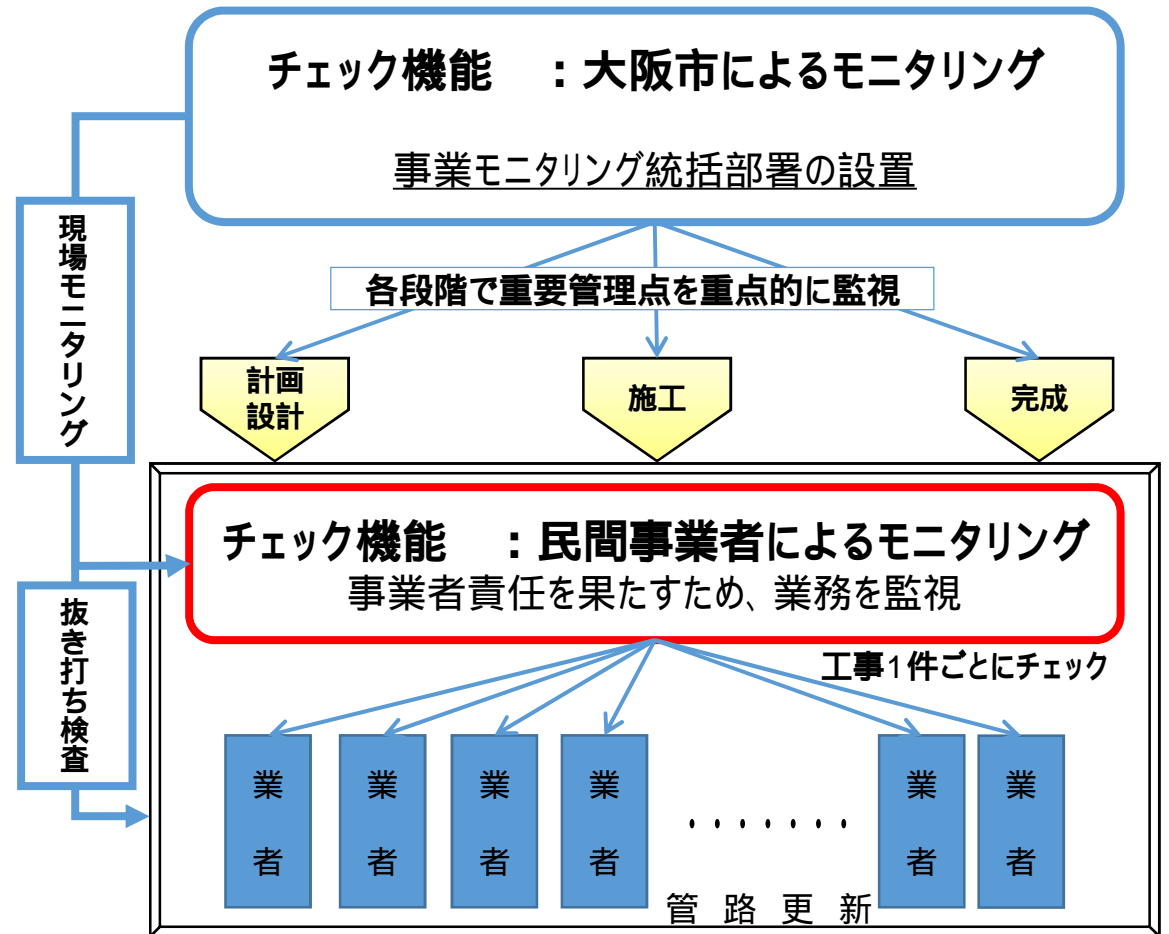 チェック機能　：大阪市によるモニタリング
事業モニタリング統括部署の設置
現場モニタリング
各段階で重要管理点を重点的に監視
計画
設計
施工
完成
チェック機能　：民間事業者によるモニタリング
事業者責任を果たすため、業務を監視
抜き打ち検査
工事1件ごとにチェック
業者
業者
業者
業者
・・・・・・・
業者
業者
管路更新